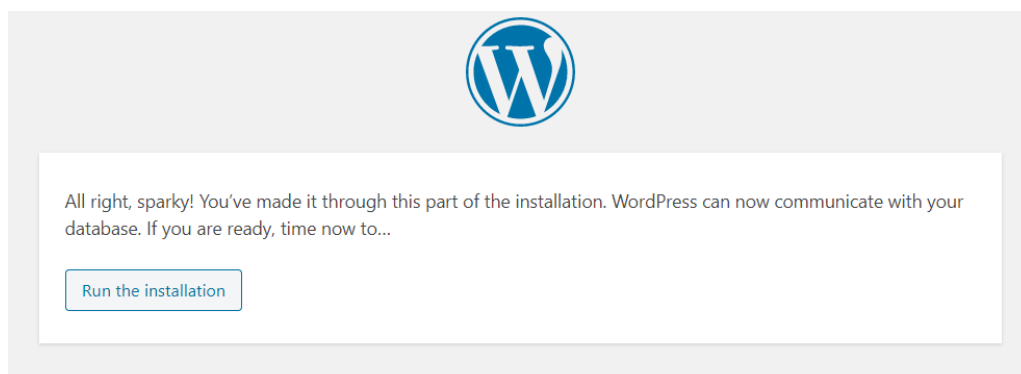 All right, sparky! You’ve made it through this part of the installation. WordPress can now communicate with your
database. If you are ready, time now to…
Run the installation